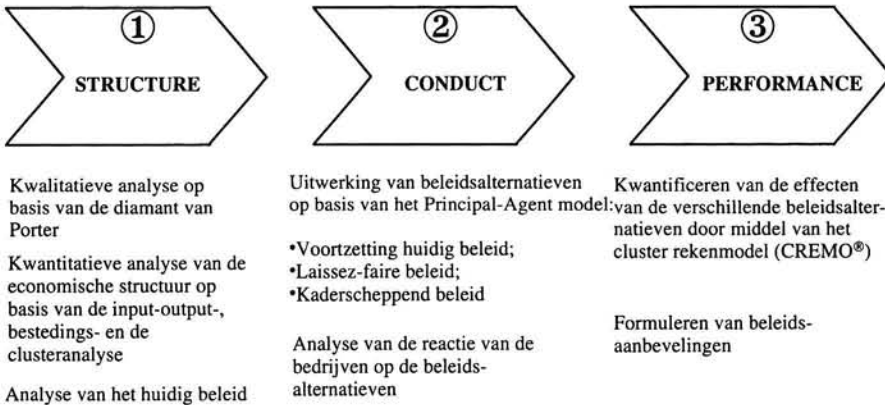 ①
STRUCTURE
Kwalitatieve analyse op
basis van de diamant van
Porter
Kwantitatieve analyse van de
economische structuur op
basis van de input-output-,
bestedings- en de
clusteranalyse
Analyse van het huidig beleid
②
CONDUCT
Uitwerking van beleidsalternatieven
op basis van het Principal-Agent model:
•Voortzetting huidig beleid;
•Laissez-faire beleid;
•Kaderscheppend beleid
Analyse van de reactie van de
bedrijven op de beleids-
alternatieven
③
PERFORMANCE
Kwantificeren van de effecten
van de verschillende beleidsalter-
natieven door middel van het
cluster rekenmodel (CREMO®)
Formuleren van beleids-
aanbevelingen